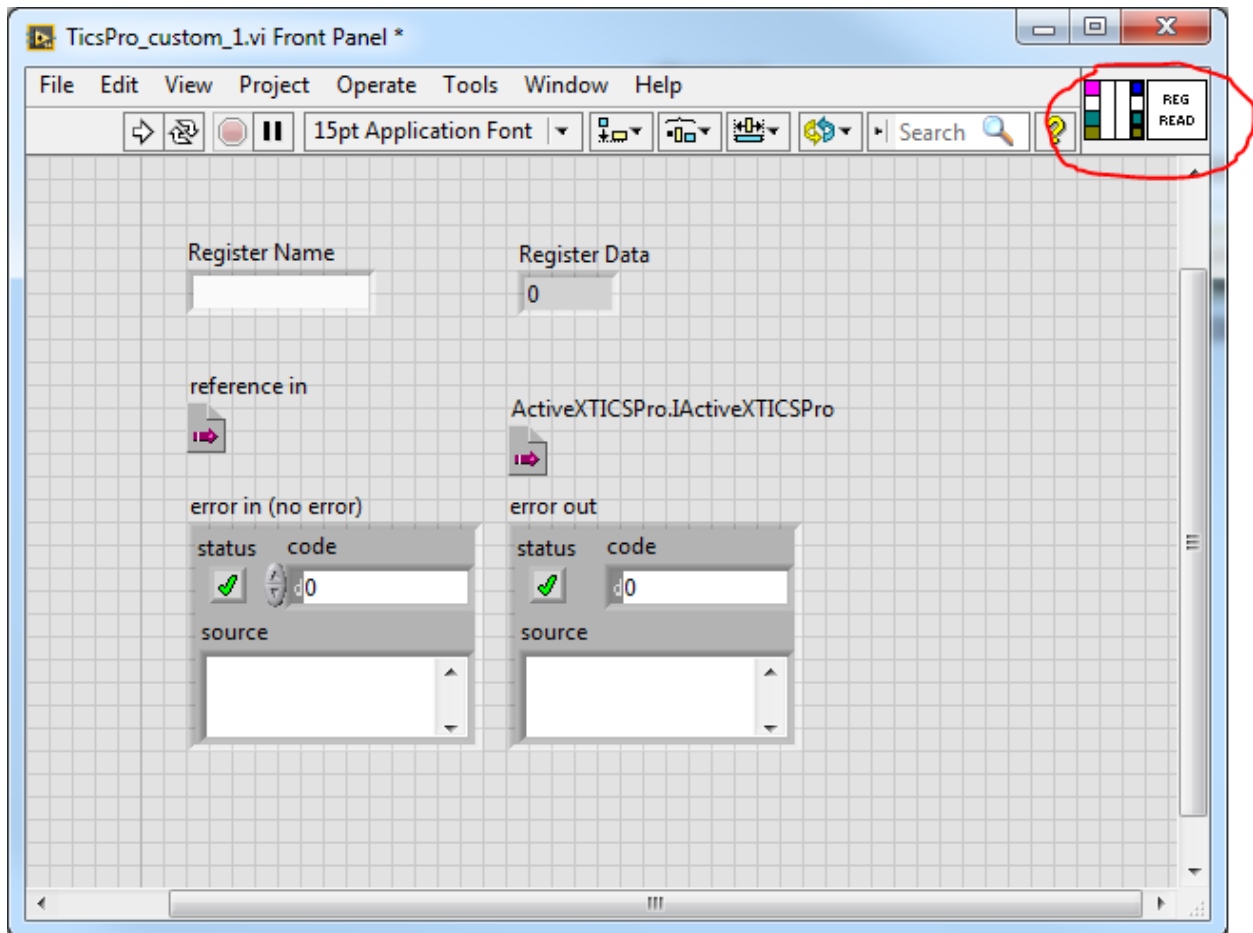 TicsPro_custom_1.vi Front Panel *
File Edit View Project Operate Tools Window Help
REG
READ
15pt Application Font
Search
?
Register Name
Register Data
0
reference in
ActiveXTICSPro.IActiveXTICSPro
error in (no error)
error out
status code
status code
d0
d0
source
source